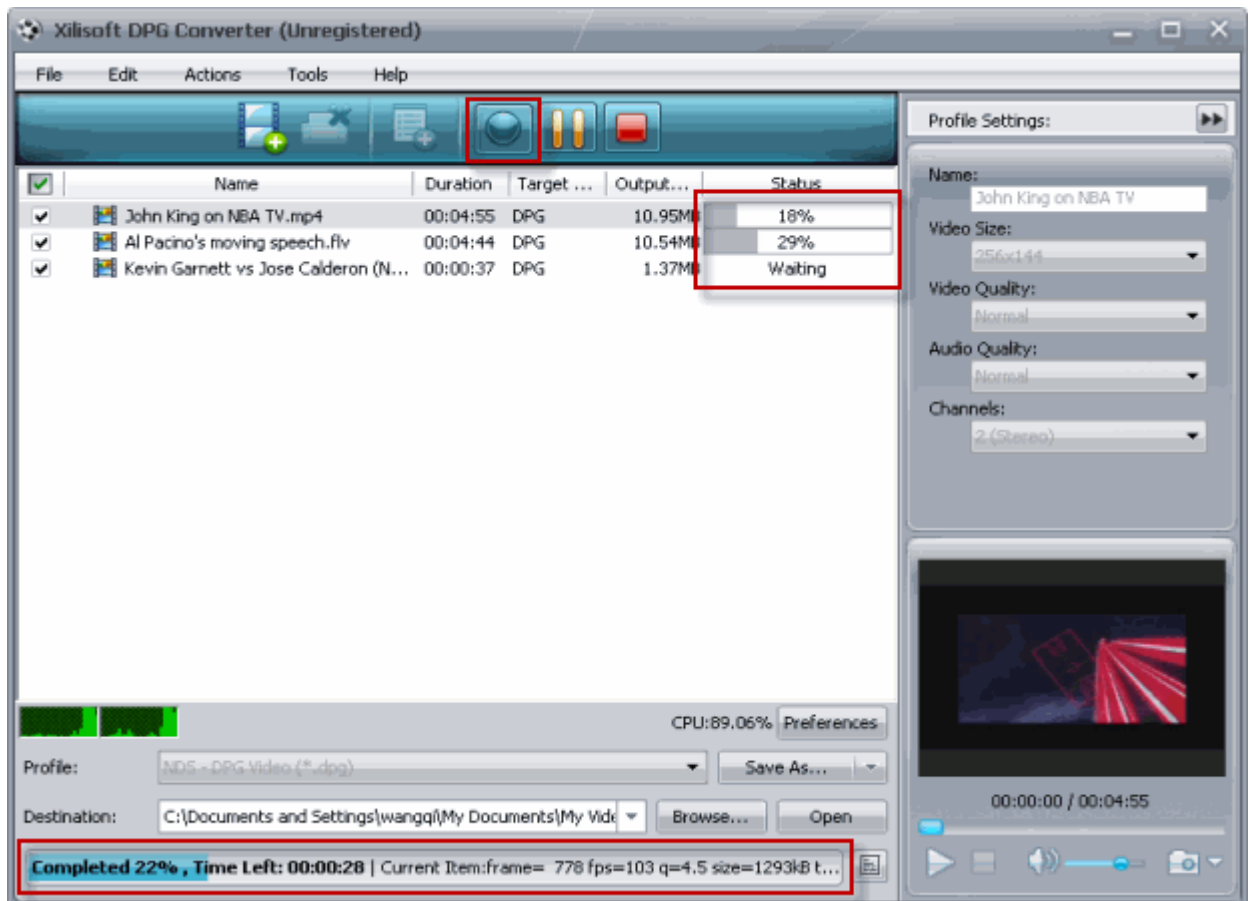 Xilisoft DPG Converter (Unregistered)
File Edit Actions Tools Help
Name Duration Target ... Output... Status
John King on NBA TV.mp4 00:04:55 DPG 10.95MB 18%
Al Pacino's moving speech.flv 00:04:44 DPG 10.54MB 29%
Kevin Garnett vs Jose Calderon (N... 00:00:37 DPG 1.37MB Waiting
CPU:89.06% Preferences
Profile: NDS - DPG Video (*.dpg) Save As...
Destination: C:\Documents and Settings\wangqi\My Documents\My Vide Browse... Open
Completed 22% , Time Left: 00:00:28 | Current Item:frame= 778 fps=103 q=4.5 size=1293kB t...
Profile Settings:
Name:
John King on NBA TV
Video Size:
256x144
Video Quality:
Normal
Audio Quality:
Normal
Channels:
2 (Stereo)
00:00:00 / 00:04:55